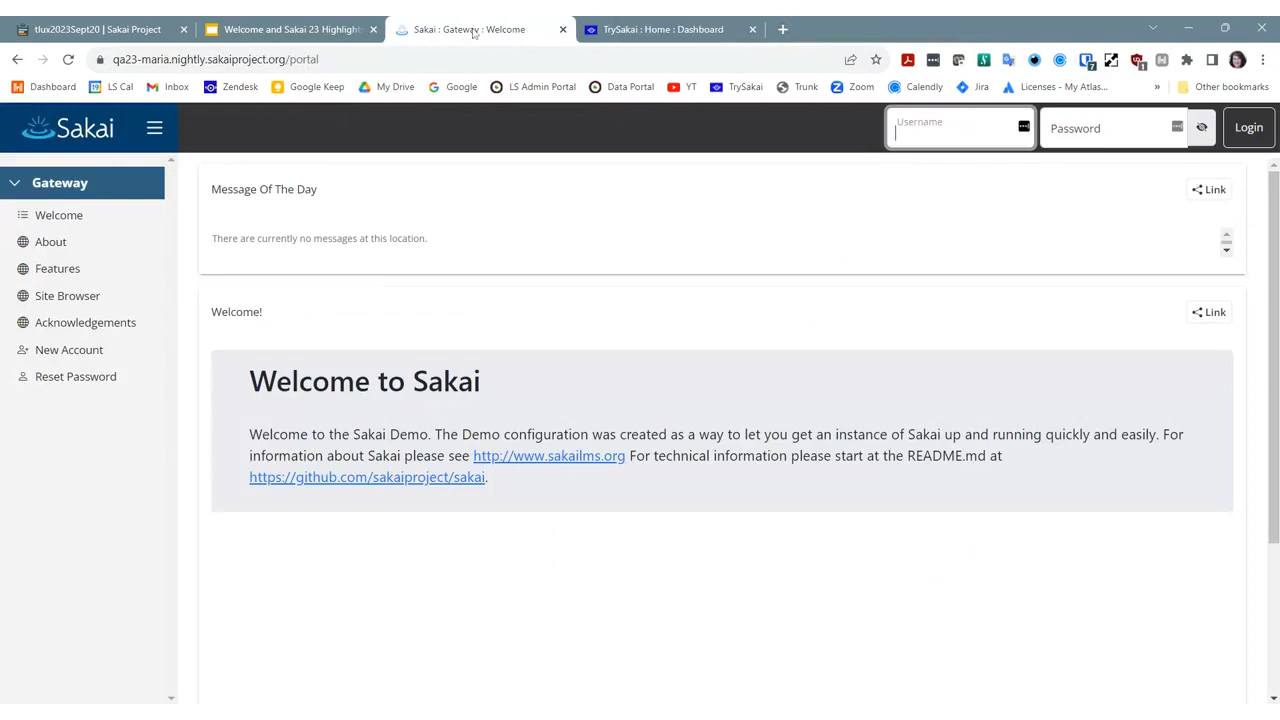 tlux2023Sept20 | Sakai Project
Welcome and Sakai 23 Highlight
Sakai : Gateway : Welcome
TrySakai : Home : Dashboard
qa23-maria.nightly.sakaiproject.org/portal
7
1
Dashboard
19 LS Cal
Inbox
Zendesk
Google Keep
My Drive
Google
LS Admin Portal
Data Portal
YT
TrySakai
Trunk
Zoom
Calendly
Jira
Licenses - My Atlas...
»
Other bookmarks
Sakai
Username
Password
Login
Gateway
Welcome
About
Features
Site Browser
Acknowledgements
New Account
Reset Password
Message Of The Day
Link
There are currently no messages at this location.
Welcome!
Link
Welcome to Sakai
Welcome to the Sakai Demo. The Demo configuration was created as a way to let you get an instance of Sakai up and running quickly and easily. For
information about Sakai please see http://www.sakailms.org For technical information please start at the README.md at
https://github.com/sakaiproject/sakai.